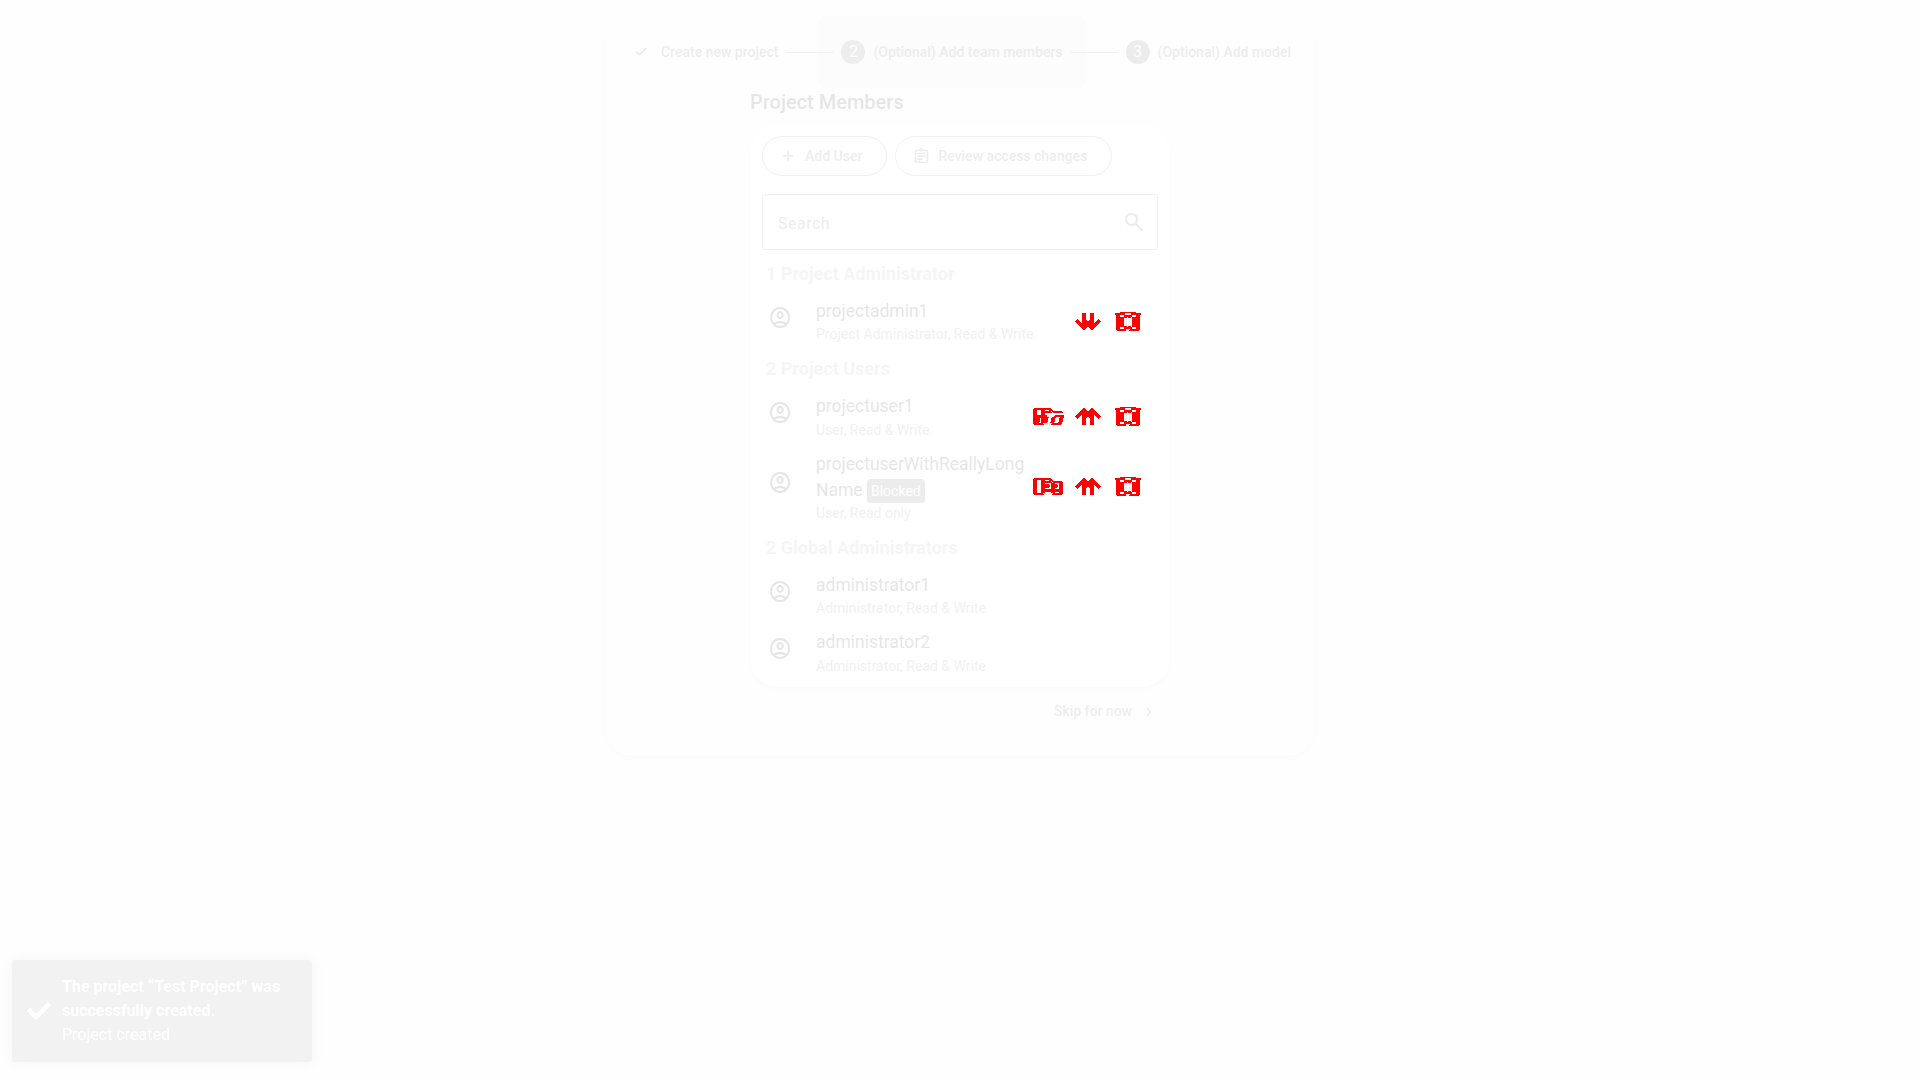 Create new project
2 (Optional) Add team members
3 (Optional) Add model
Project Members
Add User
Review access changes
Search
1 Project Administrator
projectadmin1
Project Administrator, Read & Write
2 Project Users
projectuser1
User, Read & Write
projectuserWithReallyLong
Name Blocked
User, Read only
2 Global Administrators
administrator1
Administrator, Read & Write
administrator2
Administrator, Read & Write
Skip for now
The project “Test Project” was
successfully created.
Project created